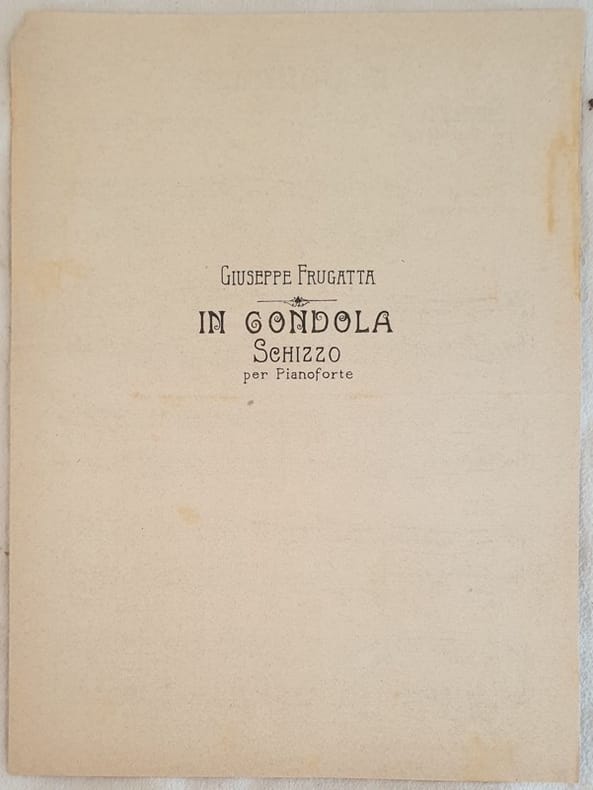 GIUSEPPE FRUGATTA
IN GONDOLA
SCHIZZO
per Pianoforte